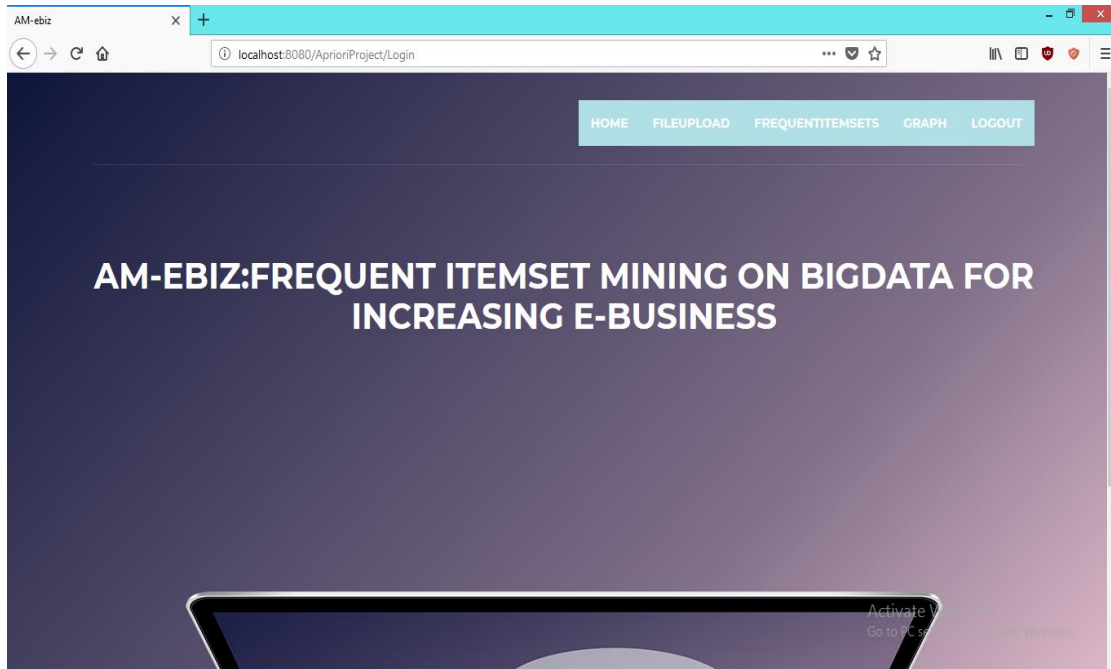 AM-ebiz
localhost:8080/AprioriProject/Login
HOME FILEUPLOAD FREQUENTITEMSETS GRAPH LOGOUT
AM-EBIZ:FREQUENT ITEMSET MINING ON BIGDATA FOR
INCREASING E-BUSINESS
Activate
Go to PC Windows.